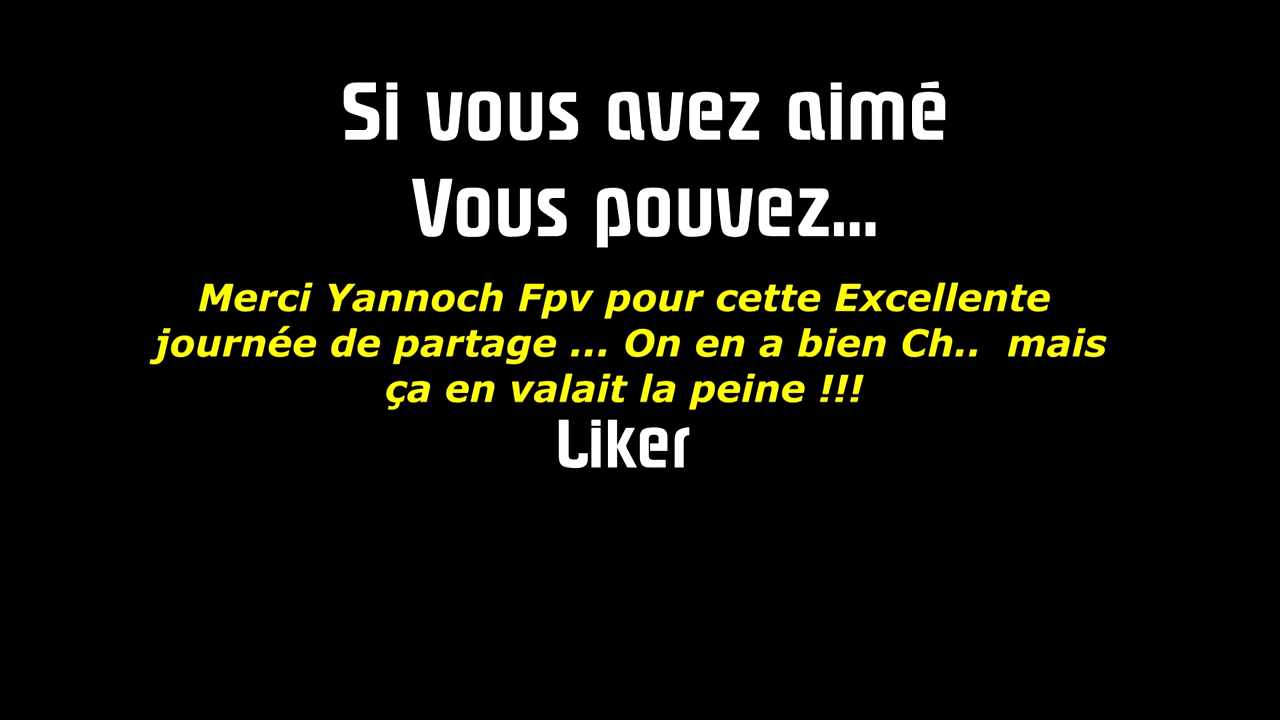 Si vous avez aimé
Vous pouvez...
Merci Yannoch Fpv pour cette Excellente
journée de partage ... On en a bien Ch..  mais
ça en valait la peine !!!
Liker